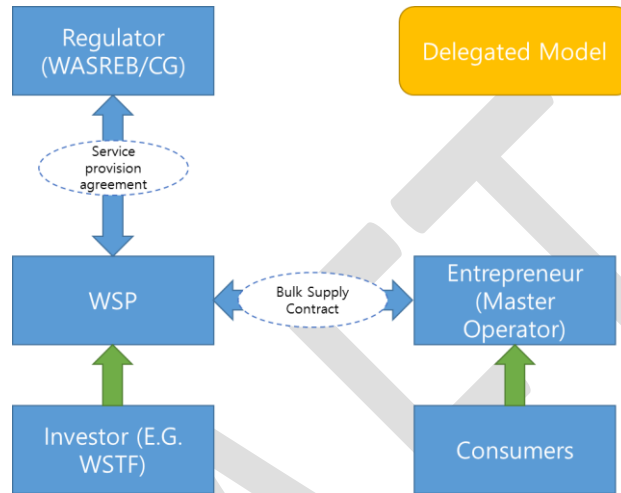 Regulator
(WASREB/CG)
Delegated Model
Service
provision
agreement
WSP
Bulk Supply
Contract
Entrepreneur
(Master
Operator)
Investor (E.G.
WSTF)
Consumers